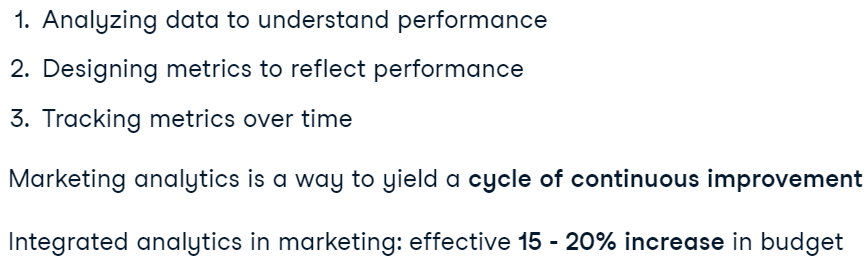 1. Analyzing data to understand performance
2. Designing metrics to reflect performance
3. Tracking metrics over time
Marketing analytics is a way to yield a cycle of continuous improvement
Integrated analytics in marketing: effective 15 - 20% increase in budget